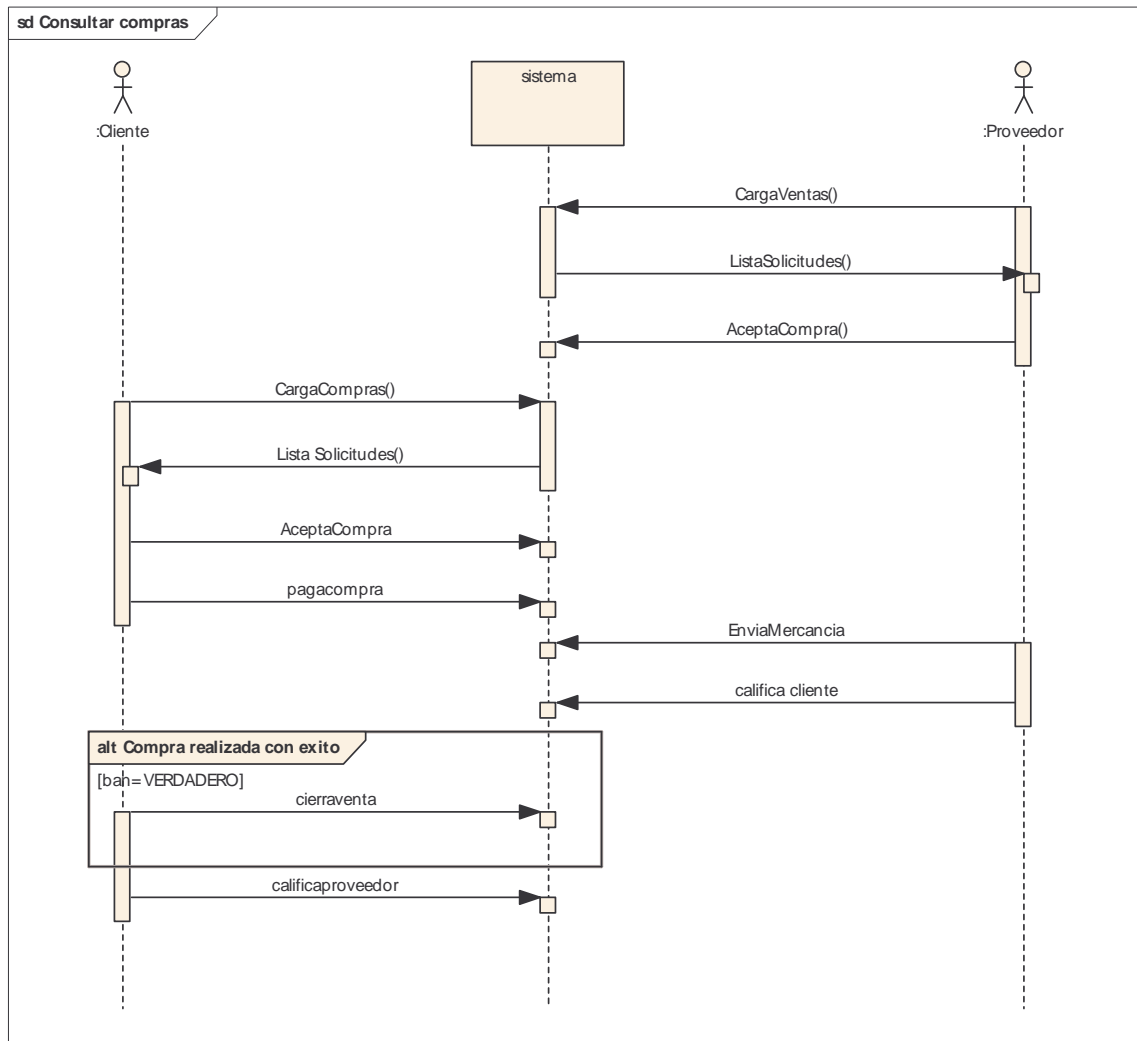 sd Consultar compras
:Cliente
sistema
:Proveedor
CargaVentas()
ListaSolicitudes()
AceptaCompra()
CargaCompras()
Lista Solicitudes()
AceptaCompra
pagacompra
EnviaMercancia
califica cliente
alt Compra realizada con exito
[ban=VERDADERO]
cierraventa
calificaproveedor